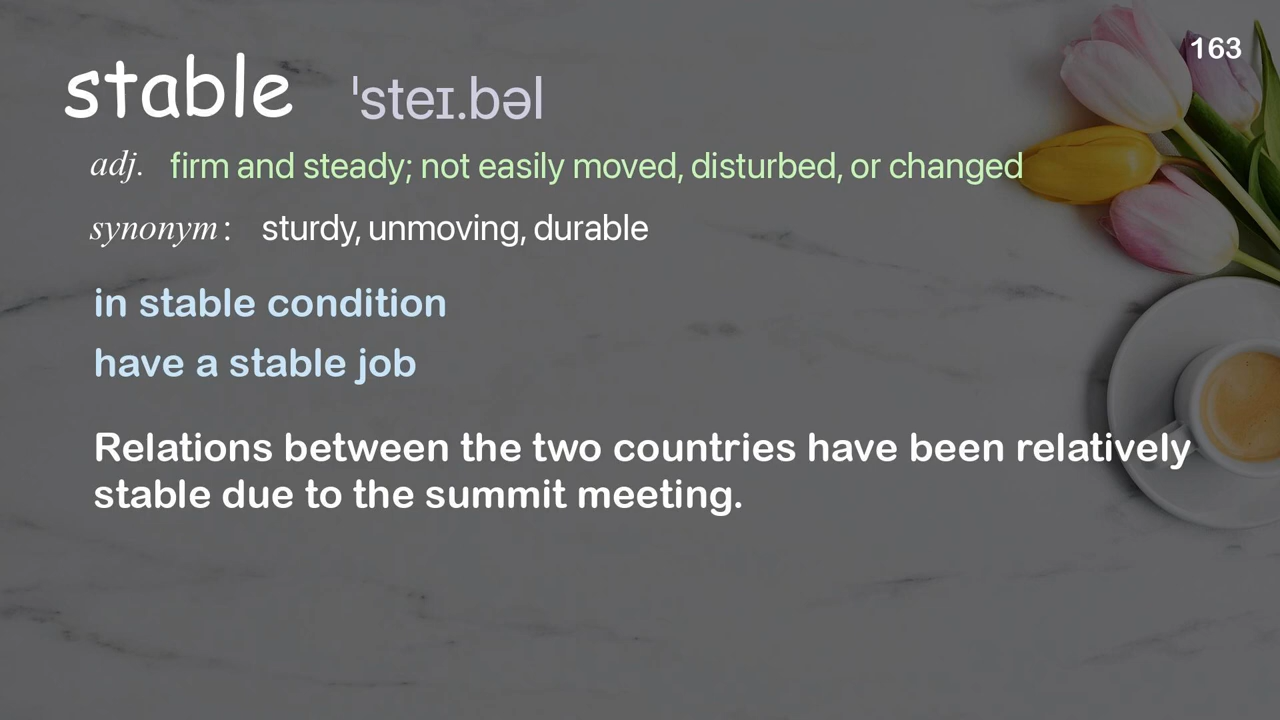 163
stable ˈsteɪ.bəl
adj. firm and steady; not easily moved, disturbed, or changed
synonym: sturdy, unmoving, durable
in stable condition
have a stable job
Relations between the two countries have been relatively
stable due to the summit meeting.